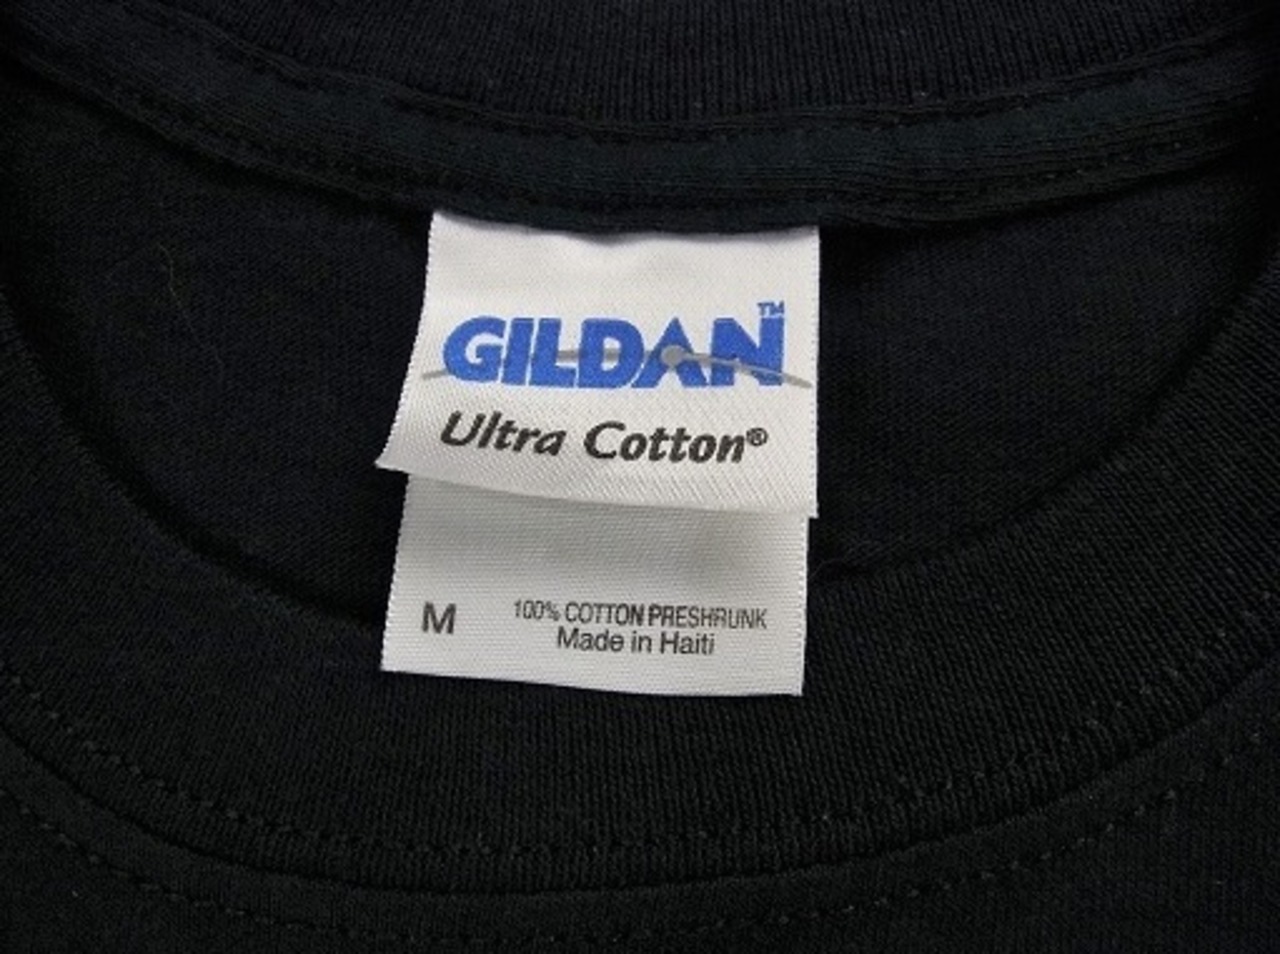 GILDAN™
Ultra Cotton®
M 100% COTTON PRESHRUNK
Made in Haiti